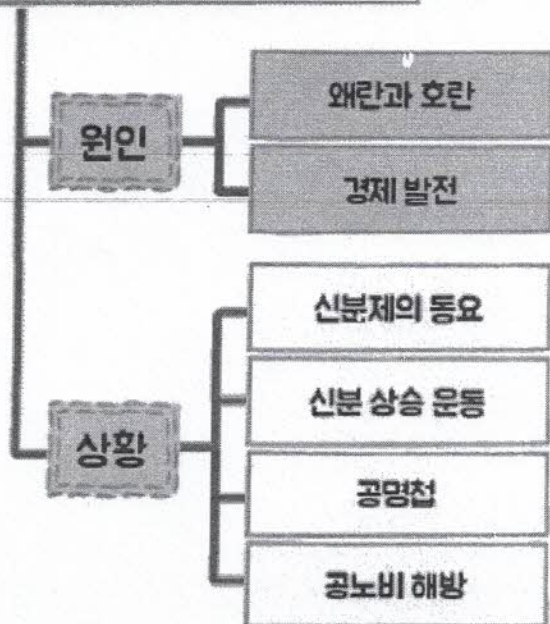 원인
왜란과 호란
경제 발전
상황
신분제의 동요
신분 상승 운동
공명첩
공노비 해방